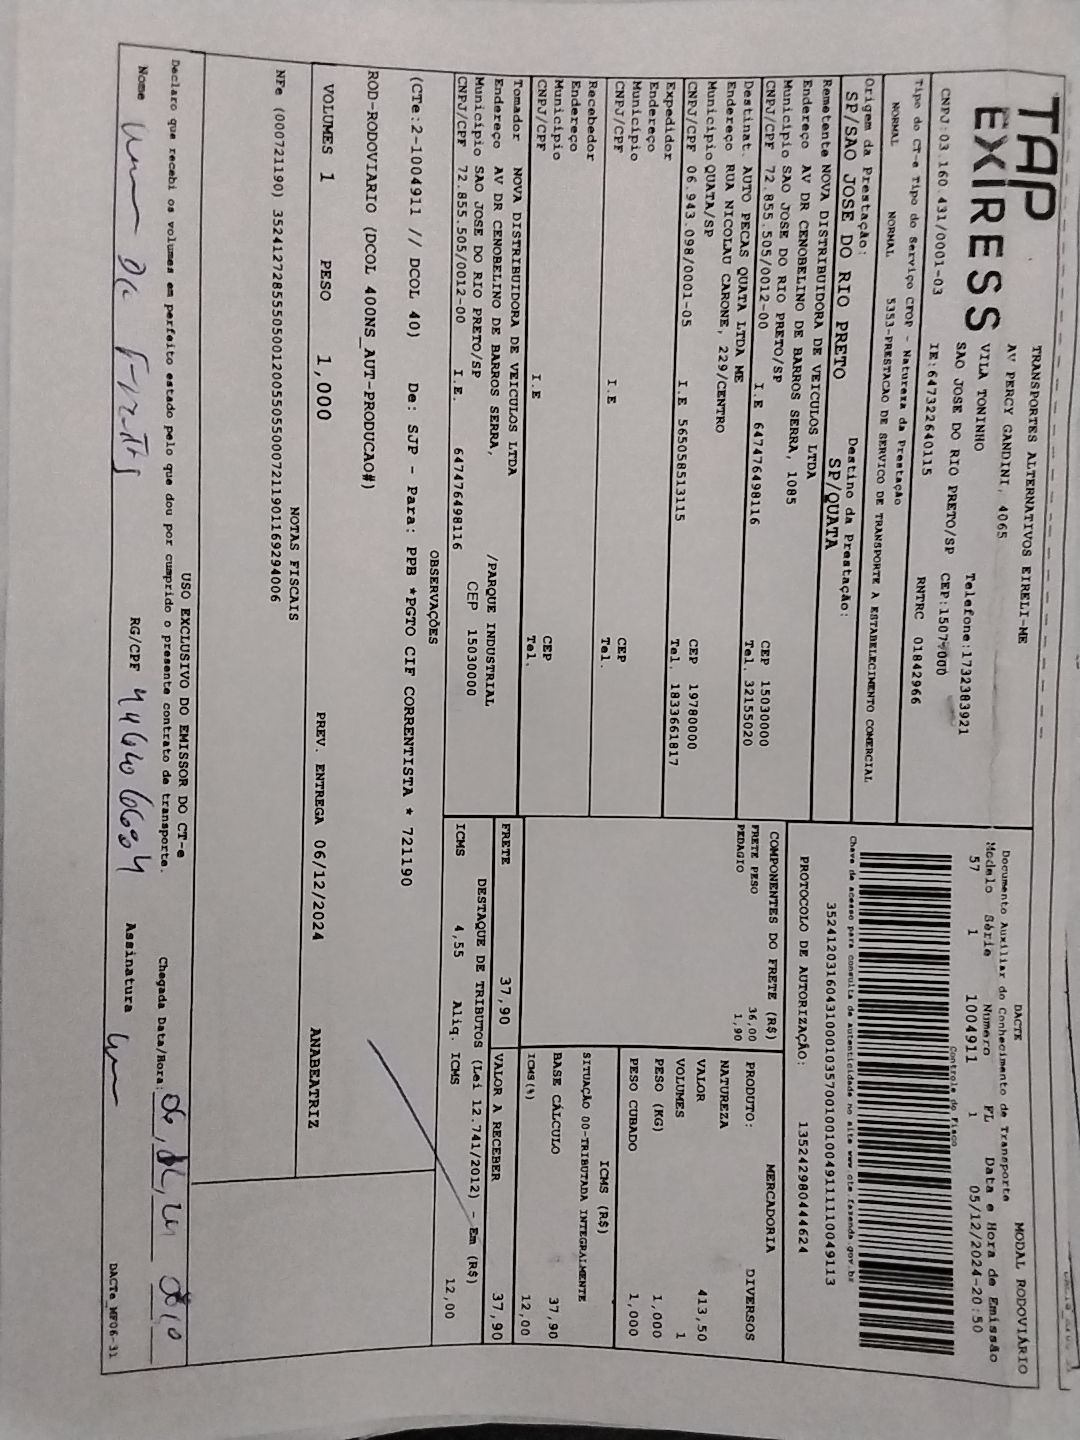 TAP
EXIRESS
TRANSPORTES ALTERNATIVOS EIRELI-ME
AV PERCY GANDINI, 4065
VILA TONINHO
SAO JOSE DO RIO PRETO/SP
Telefone:1732383921
CNPJ:03.160.431/0001-03
IE:647322640115
RNTRC 01842966
Tipo do CT-e Tipo do Serviço CFOP - Natureza da Prestação
NORMAL NORMAL 5353-PRESTACAO DE SERVICO DE TRANSPORTE A ESTABELECIMENTO COMERCIAL
Origem da Prestação: Destino da Prestação:
SP/SAO JOSE DO RIO PRETO SP/QUATA
Remetente NOVA DISTRIBUIDORA DE VEICULOS LTDA
Endereço AV DR CENOBELINO DE BARROS SERRA, 1085
Município SAO JOSE DO RIO PRETO/SP CEP 15030000
CNPJ/CPF 72.855.505/0012-00 I.E 647476498116 Tel. 32155020
Destinat. AUTO PECAS QUATA LTDA ME
Endereço RUA NICOLAU CARONE, 229/CENTRO
Município QUATA/SP CEP 19780000
CNPJ/CPF 06.943.098/0001-05 I.E 565058513115 Tel. 1833661817
Expedidor
Endereço
Município CEP
CNPJ/CPF I.E Tel.
Recebedor
Endereço
Município CEP
CNPJ/CPF I.E Tel.
Tomador NOVA DISTRIBUIDORA DE VEICULOS LTDA
Endereço AV DR CENOBELINO DE BARROS SERRA, /PARQUE INDUSTRIAL
Município SAO JOSE DO RIO PRETO/SP CEP 15030000
CNPJ/CPF 72.855.505/0012-00 I.E. 647476498116
DACTE MODAL RODOVIÁRIO
Documento Auxiliar do Conhecimento de Transporte
Modelo Série Numero FL Data e Hora de Emissão
57 1 1004911 1 05/12/2024-20:50
Controle do Fisco
Chave de acesso para consulta de autenticidade no site www.cte.fazenda.gov.br
PROTOCOLO DE AUTORIZAÇÃO: 135242980444624
COMPONENTES DO FRETE (R$)
FRETE PESO 36,00
PEDAGIO 1,90
MERCADORIA
PRODUTO: DIVERSOS
NATUREZA
VALOR 413,50
VOLUMES 1
PESO (KG) 1,000
PESO CUBADO 1,000
ICMS (R$)
SITUAÇÃO 00-TRIBUTADA INTEGRALMENTE
BASE CÁLCULO 37,90
ICMS(%) 12,00
FRETE 37,90 VALOR A RECEBER 37,90
DESTAQUE DE TRIBUTOS (Lei 12.741/2012) - Em (R$)
ICMS 4,55 Aliq. ICMS 12,00
OBSERVAÇÕES
(CTe:2-1004911 // DCOL 40) De: SJP - Para: PPB *PGTO CIF CORRENTISTA * 721190
ROD-RODOVIARIO (DCOL 400NS_AUT-PRODUCAO#)
VOLUMES 1 PESO 1,000 PREV. ENTREGA 06/12/2024 ANABEATRIZ
NOTAS FISCAIS
NFe (000721190)
USO EXCLUSIVO DO EMISSOR DO CT-e
Declaro que recebi os volumes em perfeito estado pelo que dou por cumprido o presente contrato de transporte.
Chegada Data/Hora:
Nome RG/CPF Assinatura
DACTe_MF06-31